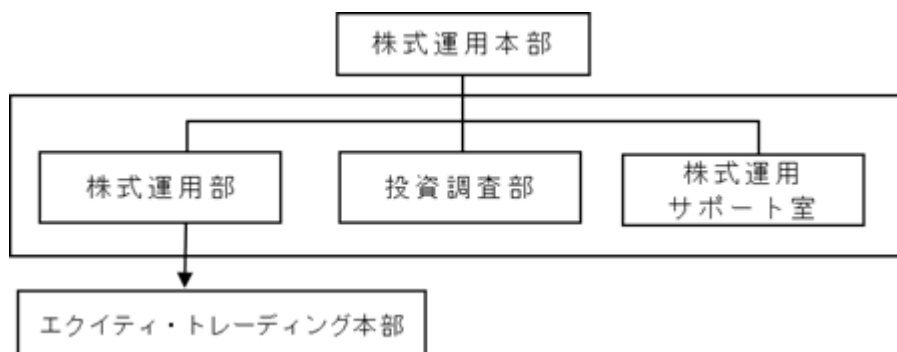 株式運用本部
株式運用部
投資調査部
株式運用
サポート室
エクイティ・トレーディング本部